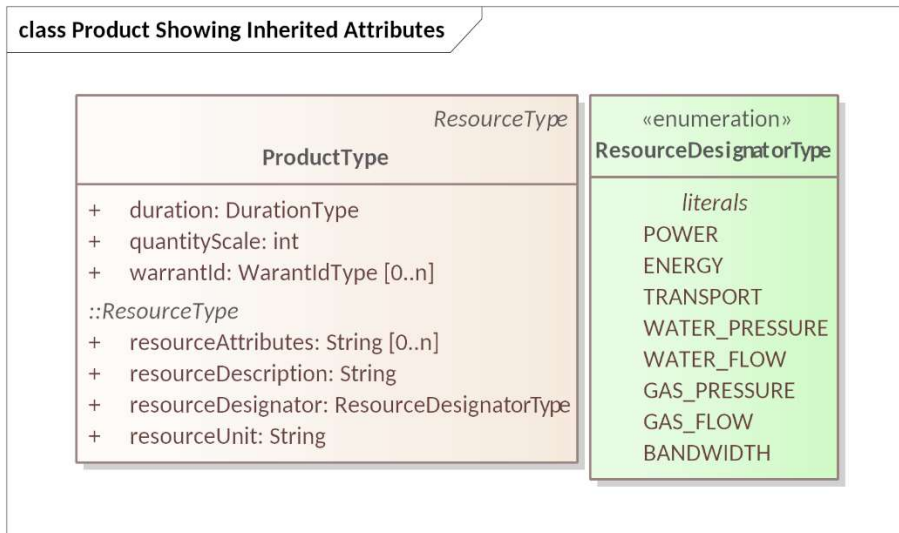 class Product Showing Inherited Attributes
ResourceType
ProductType
+ duration: DurationType
+ quantityScale: int
+ warrantId: WarantIdType [0..n]
::ResourceType
+ resourceAttributes: String [0..n]
+ resourceDescription: String
+ resourceDesignator: ResourceDesignatorType
+ resourceUnit: String
«enumeration»
ResourceDesignatorType
literals
POWER
ENERGY
TRANSPORT
WATER_PRESSURE
WATER_FLOW
GAS_PRESSURE
GAS_FLOW
BANDWIDTH